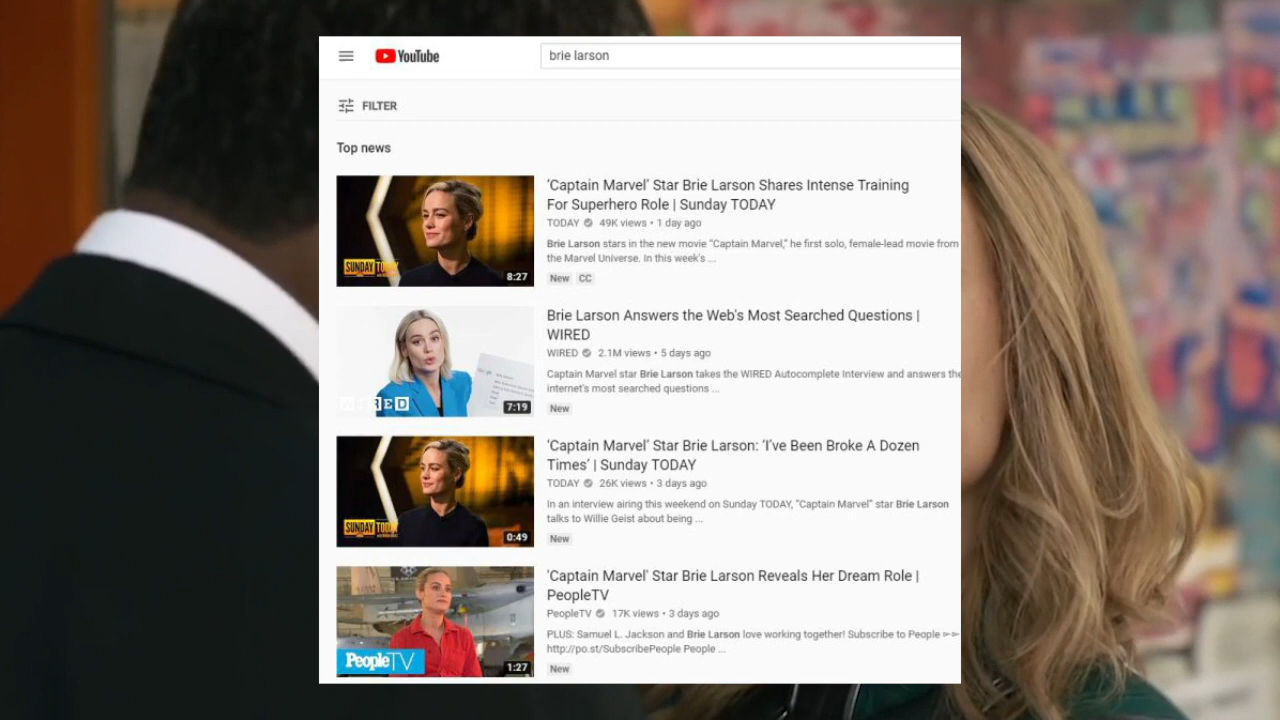 YouTube
brie larson
FILTER
Top news
'Captain Marvel' Star Brie Larson Shares Intense Training
For Superhero Role | Sunday TODAY
TODAY 49K views • 1 day ago
Brie Larson stars in the new movie "Captain Marvel," he first solo, female-lead movie from
the Marvel Universe. In this week's ...
New CC
SUNDAY TODAY
8:27
Brie Larson Answers the Web's Most Searched Questions |
WIRED
WIRED 2.1M views • 5 days ago
Captain Marvel star Brie Larson takes the WIRED Autocomplete Interview and answers the
internet's most searched questions ...
New
WIRED
7:19
'Captain Marvel' Star Brie Larson: 'I've Been Broke A Dozen
Times' | Sunday TODAY
TODAY 26K views • 3 days ago
In an interview airing this weekend on Sunday TODAY, "Captain Marvel" star Brie Larson
talks to Willie Geist about being ...
New
SUNDAY TODAY
0:49
'Captain Marvel' Star Brie Larson Reveals Her Dream Role |
PeopleTV
PeopleTV 17K views • 3 days ago
PLUS: Samuel L. Jackson and Brie Larson love working together! Subscribe to People ➳➳
http://po.st/SubscribePeople People ...
New
PeopleTV
1:27